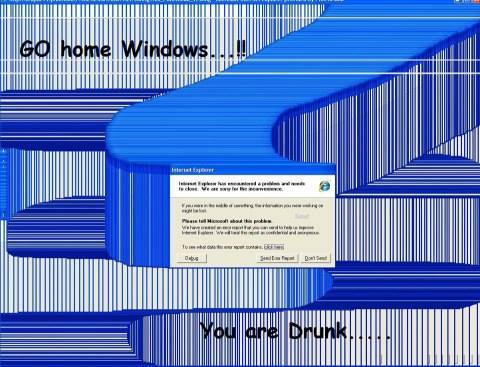 GO home Windows...!!
Internet Explorer
Internet Explorer has encountered a problem and needs
to close. We are sorry for the inconvenience.
If you were in the middle of something, the information you were working on
might be lost.
Please tell Microsoft about this problem.
We have created an error report that you can send to help us improve
Internet Explorer. We will treat this report as confidential and anonymous.
To see what data this error report contains, click here.
Debug Send Error Report Don't Send
You are Drunk.....